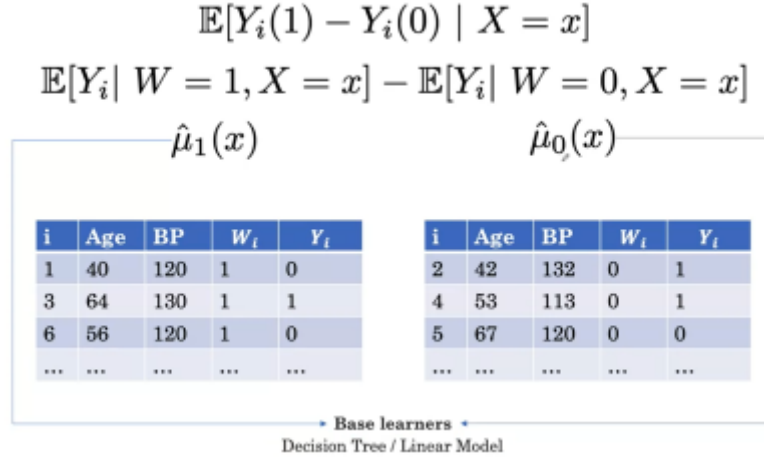 𝔼[Yᵢ(1) − Yᵢ(0) | X = x]
𝔼[Yᵢ| W = 1, X = x] − 𝔼[Yᵢ| W = 0, X = x]
μ̂₁(x) μ̂₀(x)
i Age BP Wᵢ Yᵢ
1 40 120 1 0
3 64 130 1 1
6 56 120 1 0
... ... ... ... ...
i Age BP Wᵢ Yᵢ
2 42 132 0 1
4 53 113 0 1
5 67 120 0 0
... ... ... ... ...
Base learners
Decision Tree / Linear Model